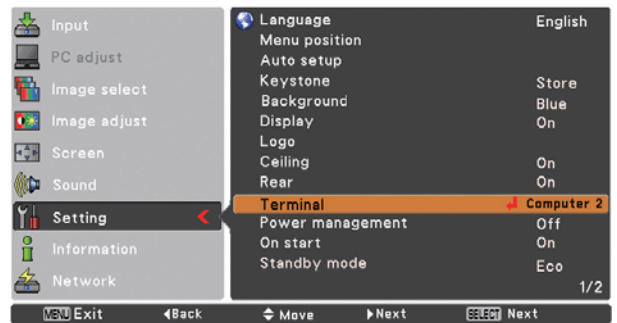 Input
PC adjust
Image select
Image adjust
Screen
Sound
Setting
Information
Network
Language English
Menu position
Auto setup
Keystone Store
Background Blue
Display On
Logo
Ceiling On
Rear On
Terminal Computer 2
Power management Off
On start On
Standby mode Eco
1/2
MENU Exit Back Move Next SELECT Next